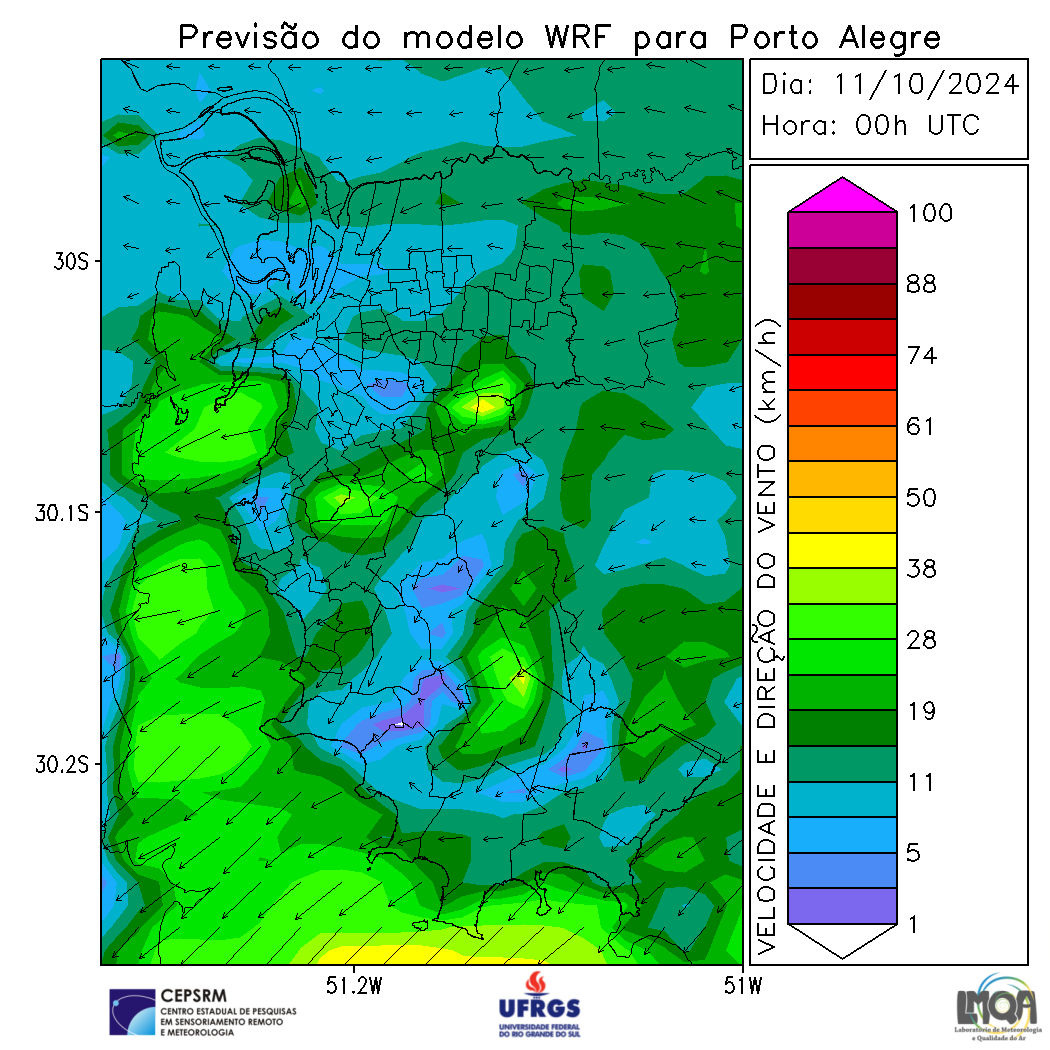 Previsão do modelo WRF para Porto Alegre
Dia: 11/10/2024
Hora: 00h UTC
30S
30.1S
30.2S
51.2W
51W
VELOCIDADE E DIREÇÃO DO VENTO (km/h)
100
88
74
61
50
38
28
19
11
5
1
CEPSRM
CENTRO ESTADUAL DE PESQUISAS
EM SENSORIAMENTO REMOTO
E METEOROLOGIA
UFRGS
UNIVERSIDADE FEDERAL
DO RIO GRANDE DO SUL
LMQA
Laboratório de Meteorologia
e Qualidade do Ar